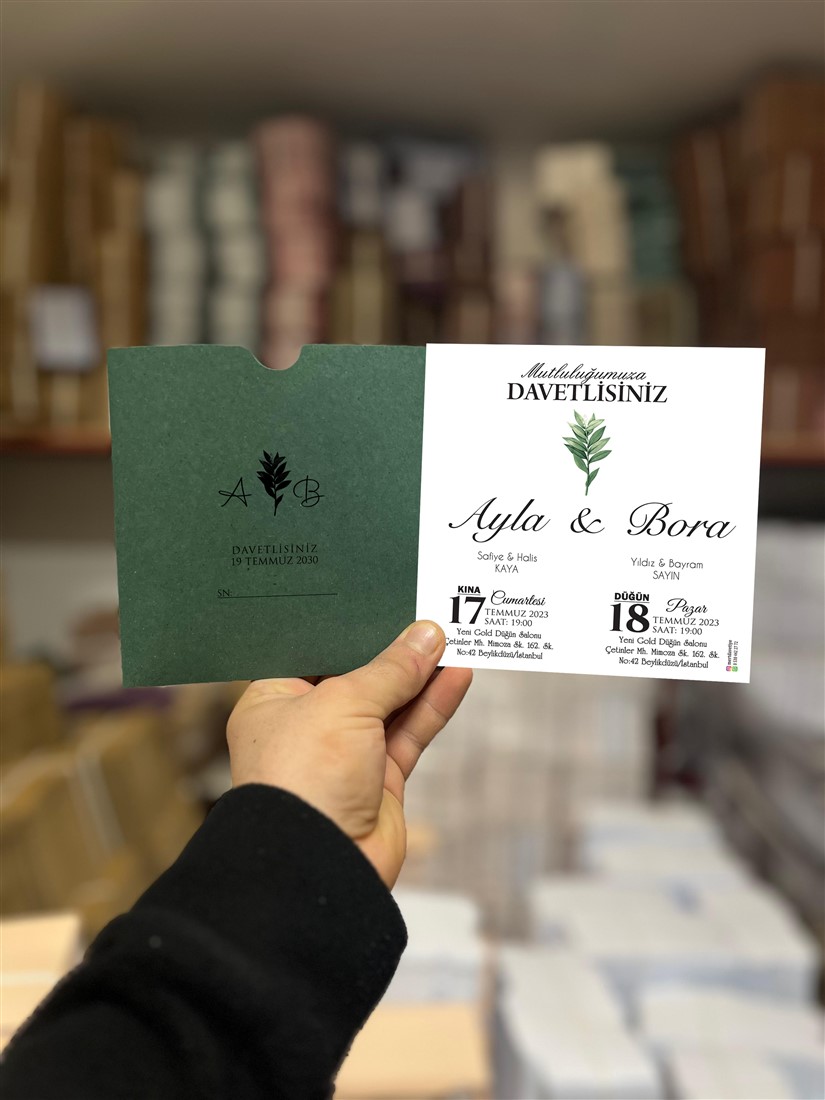 A B
DAVETLİSİNİZ
19 TEMMUZ 2030
SN:
Mutluluğumuza
DAVETLİSİNİZ
Ayla & Bora
Safiye & Halis
KAYA
Yıldız & Bayram
SAYIN
KINA
17 Cumartesi
TEMMUZ 2023
SAAT: 19:00
Yeni Gold Düğün Salonu
Çetinler Mh. Mimoza Sk. 162. Sk.
No:42 Beylikdüzü/İstanbul
DÜĞÜN
18 Pazar
TEMMUZ 2023
SAAT: 19:00
Yeni Gold Düğün Salonu
Çetinler Mh. Mimoza Sk. 162. Sk.
No:42 Beylikdüzü/İstanbul